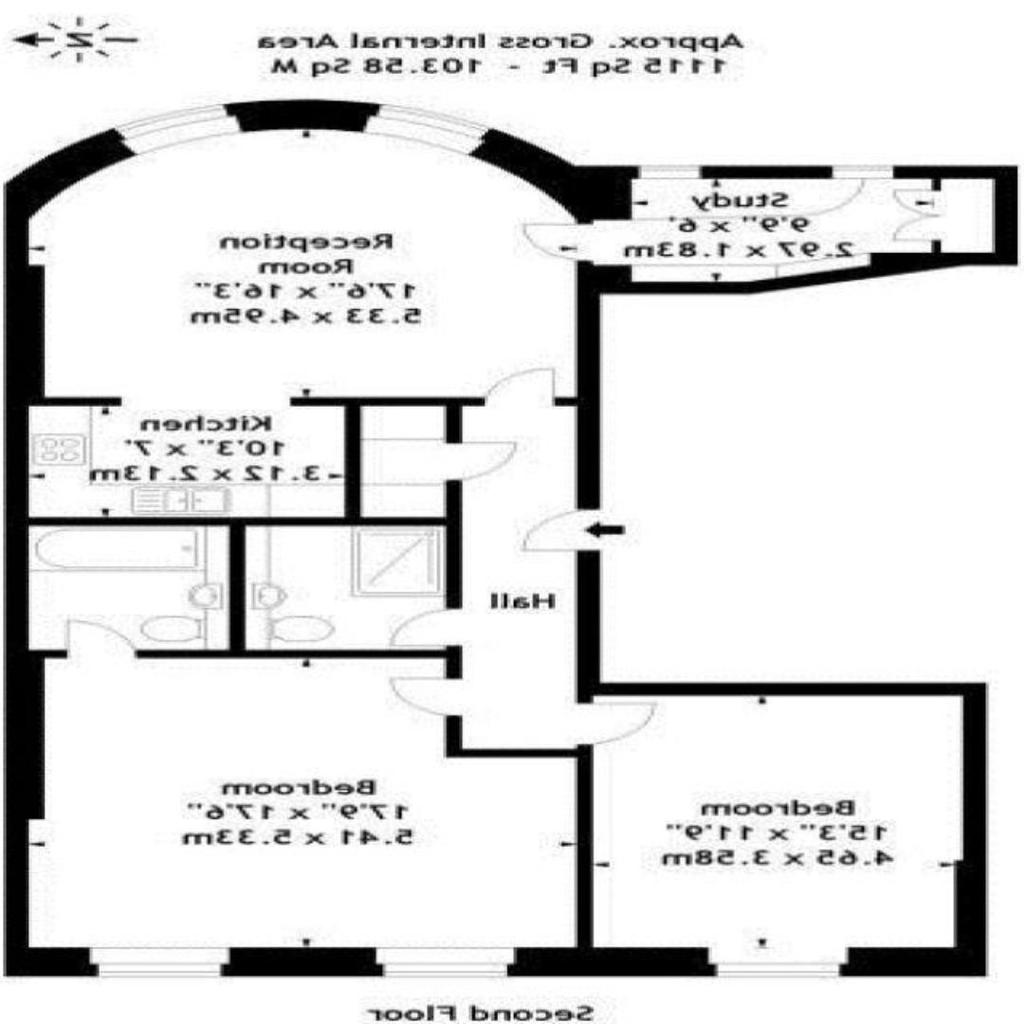 N
Approx. Gross Internal Area
1115 Sq Ft - 103.58 Sq M
Study
9'9" x 6'
2.97 x 1.83m
Reception
Room
17'6" x 16'3"
5.33 x 4.95m
Kitchen
10'3" x 7'
3.12 x 2.13m
Hall
Bedroom
17'9" x 17'6"
5.41 x 5.33m
Bedroom
15'3" x 11'9"
4.65 x 3.58m
Second Floor